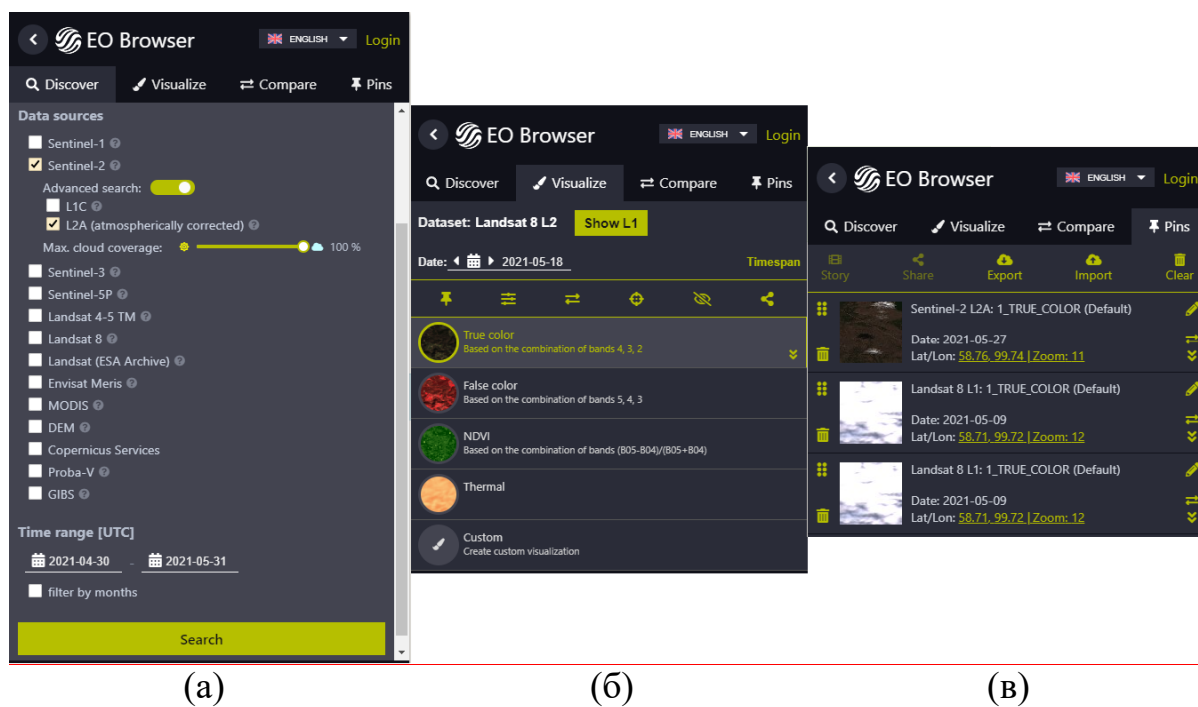 EO Browser
ENGLISH
Login
Discover
Visualize
Compare
Pins
Data sources
Sentinel-1
Sentinel-2
Advanced search:
L1C
L2A (atmospherically corrected)
Max. cloud coverage: 100 %
Sentinel-3
Sentinel-5P
Landsat 4-5 TM
Landsat 8
Landsat (ESA Archive)
Envisat Meris
MODIS
DEM
Copernicus Services
Proba-V
GIBS
Time range [UTC]
2021-04-30 - 2021-05-31
filter by months
Search
(а)
EO Browser
ENGLISH
Login
Discover
Visualize
Compare
Pins
Dataset: Landsat 8 L2
Show L1
Date: 2021-05-18
Timespan
True color
Based on the combination of bands 4, 3, 2
False color
Based on the combination of bands 5, 4, 3
NDVI
Based on the combination of bands (B05-B04)/(B05+B04)
Thermal
Custom
Create custom visualization
(б)
EO Browser
ENGLISH
Login
Discover
Visualize
Compare
Pins
Story
Share
Export
Import
Clear
Sentinel-2 L2A: 1_TRUE_COLOR (Default)
Date: 2021-05-27
Lat/Lon: 58.76, 99.74 | Zoom: 11
Landsat 8 L1: 1_TRUE_COLOR (Default)
Date: 2021-05-09
Lat/Lon: 58.71, 99.72 | Zoom: 12
Landsat 8 L1: 1_TRUE_COLOR (Default)
Date: 2021-05-09
Lat/Lon: 58.71, 99.72 | Zoom: 12
(в)